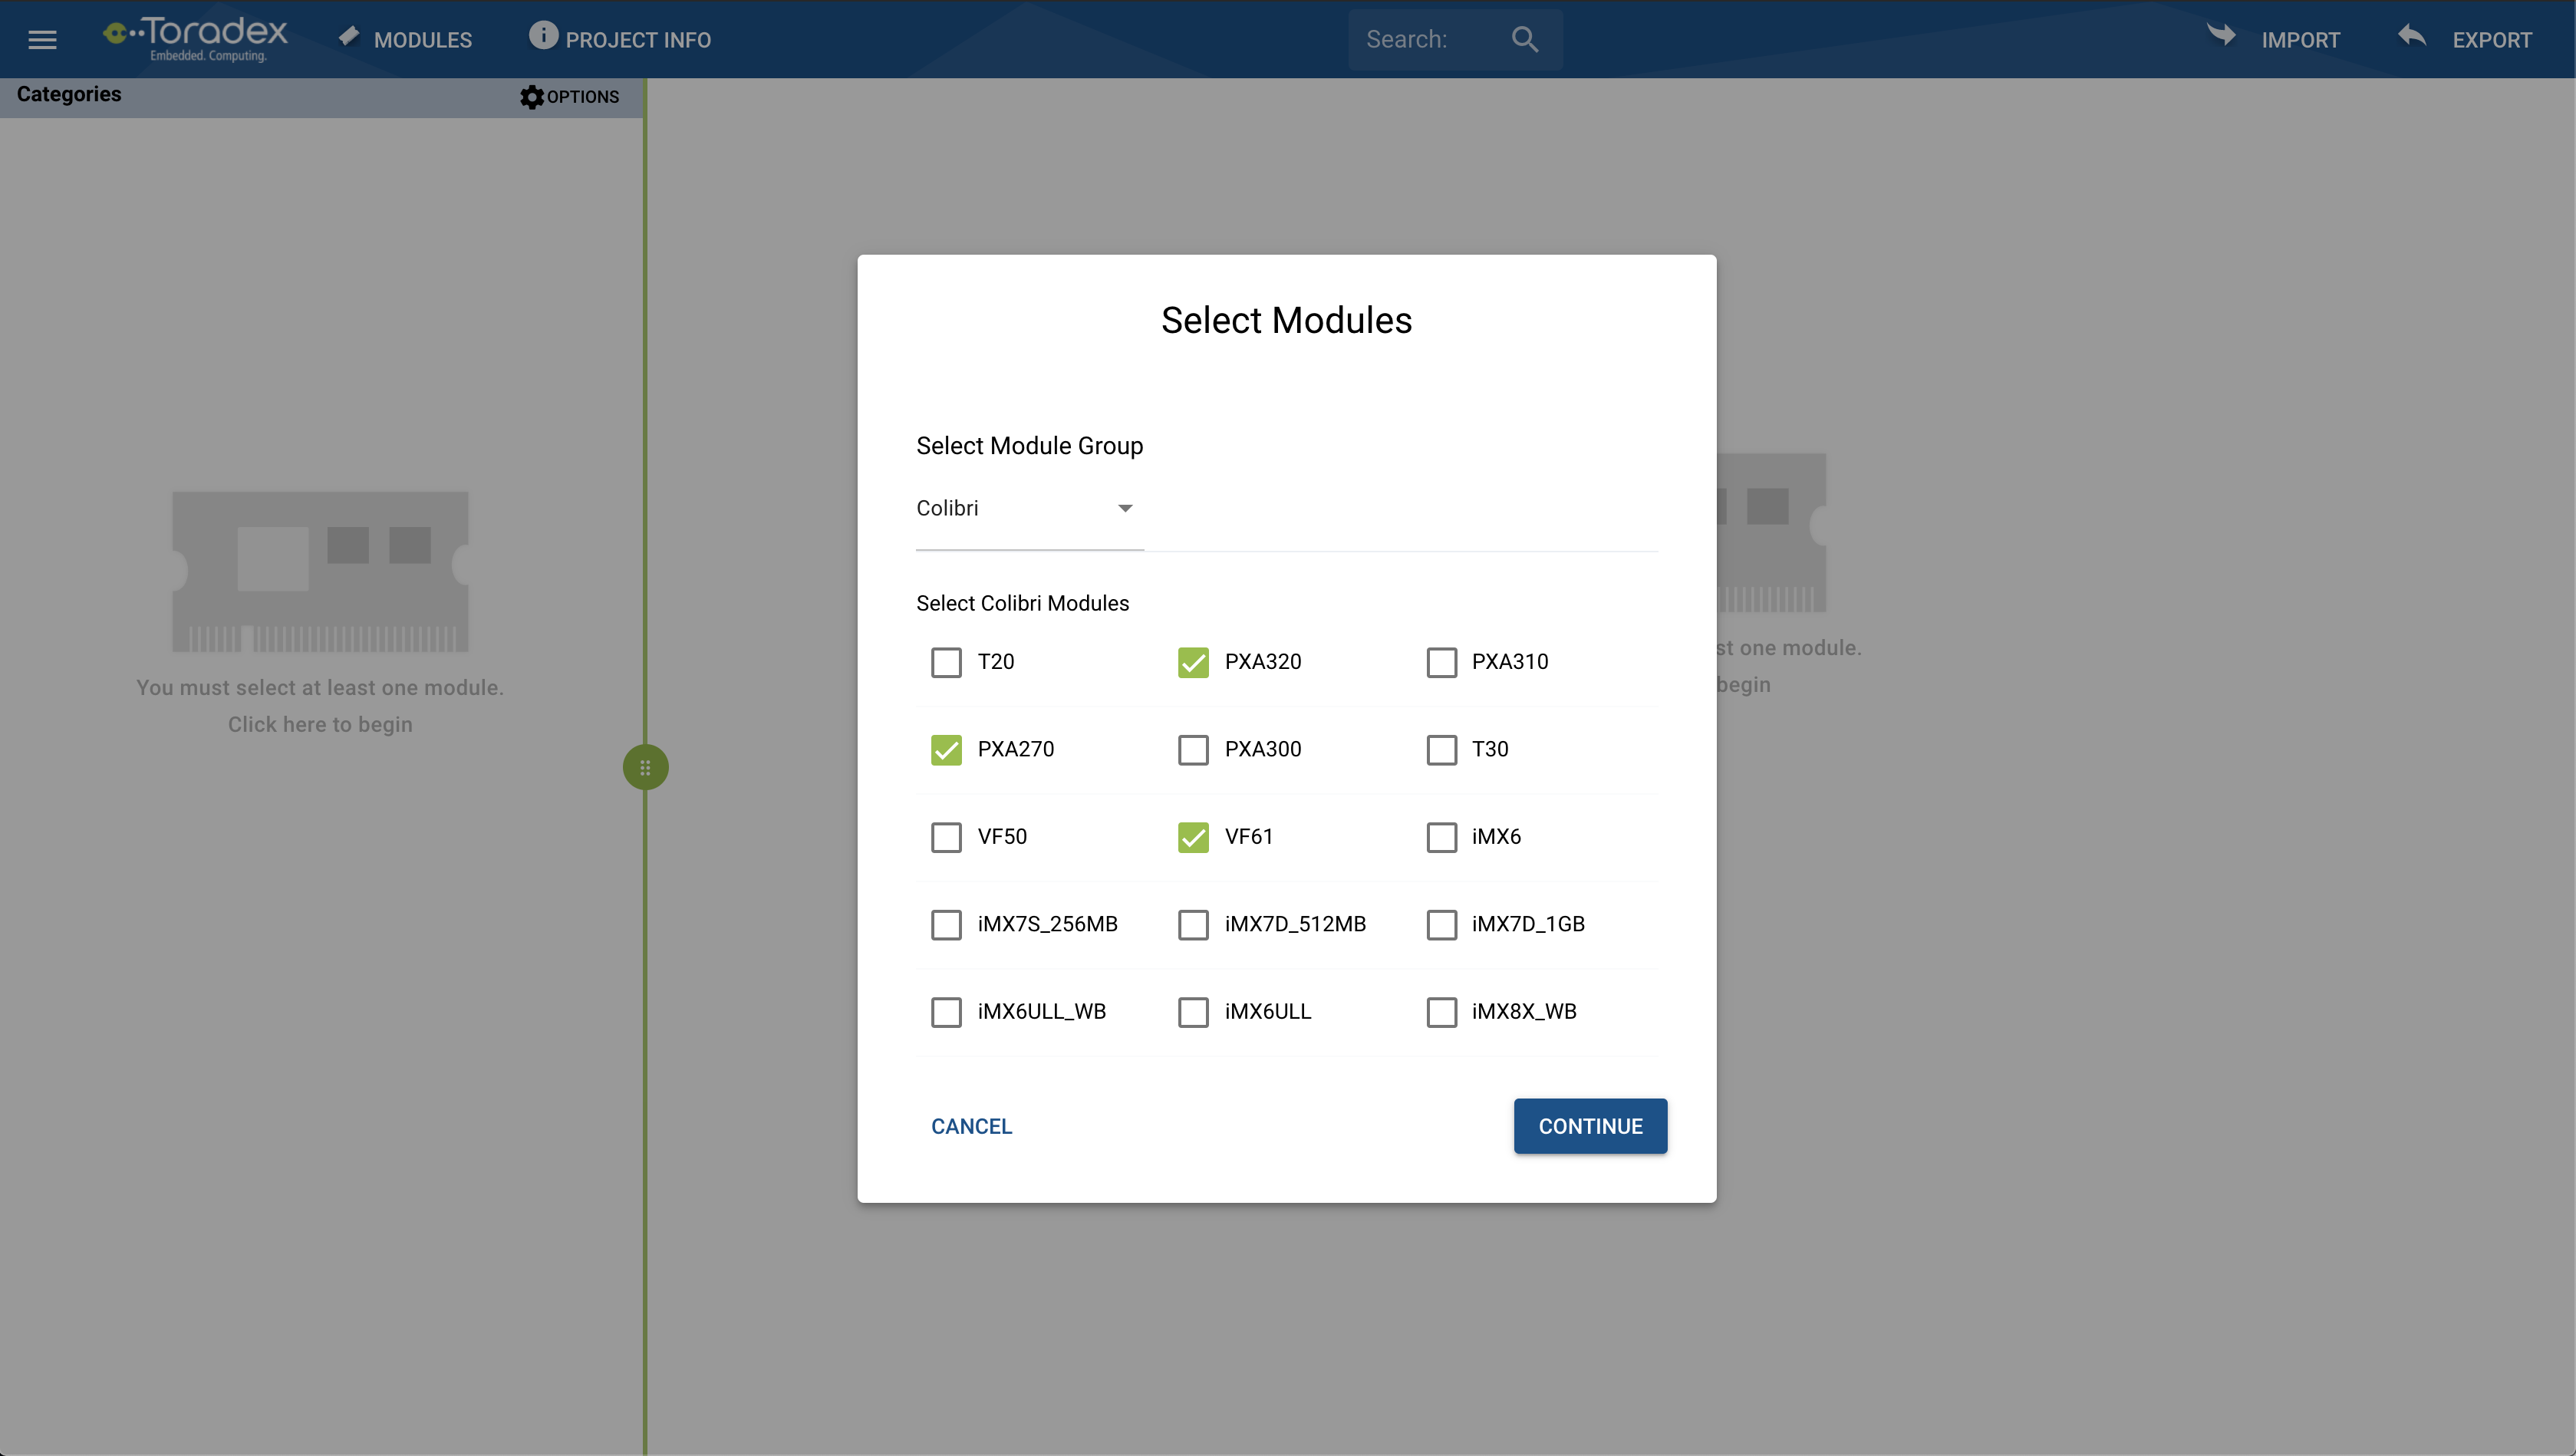 Toradex
Embedded. Computing.
MODULES
PROJECT INFO
Search:
IMPORT
EXPORT
Categories
OPTIONS
You must select at least one module.
Click here to begin
Select Modules
Select Module Group
Colibri
Select Colibri Modules
T20 PXA320 PXA310
PXA270 PXA300 T30
VF50 VF61 iMX6
iMX7S_256MB iMX7D_512MB iMX7D_1GB
iMX6ULL_WB iMX6ULL iMX8X_WB
CANCEL CONTINUE
st one module.
begin